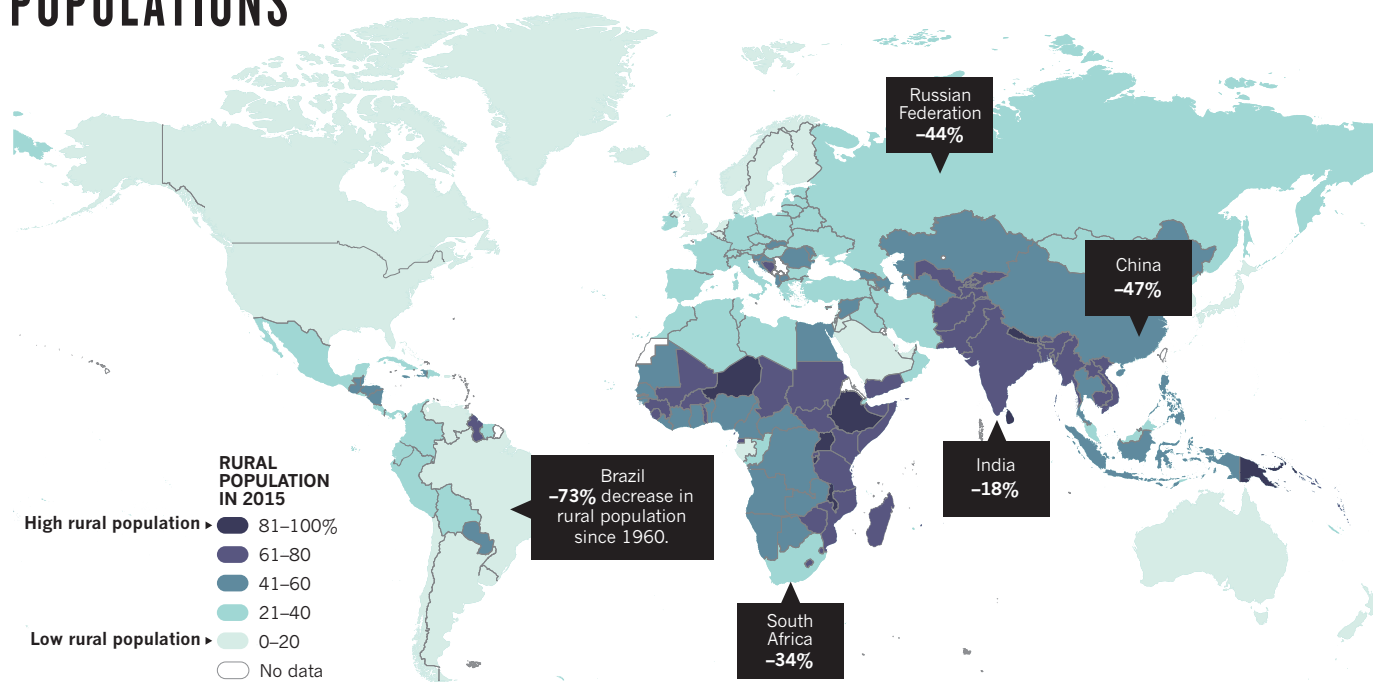 POPULATIONS
Russian
Federation
–44%
China
–47%
India
–18%
Brazil
–73% decrease in
rural population
since 1960.
South
Africa
–34%
RURAL
POPULATION
IN 2015
High rural population ▸ 81–100%
61–80
41–60
21–40
Low rural population ▸ 0–20
No data